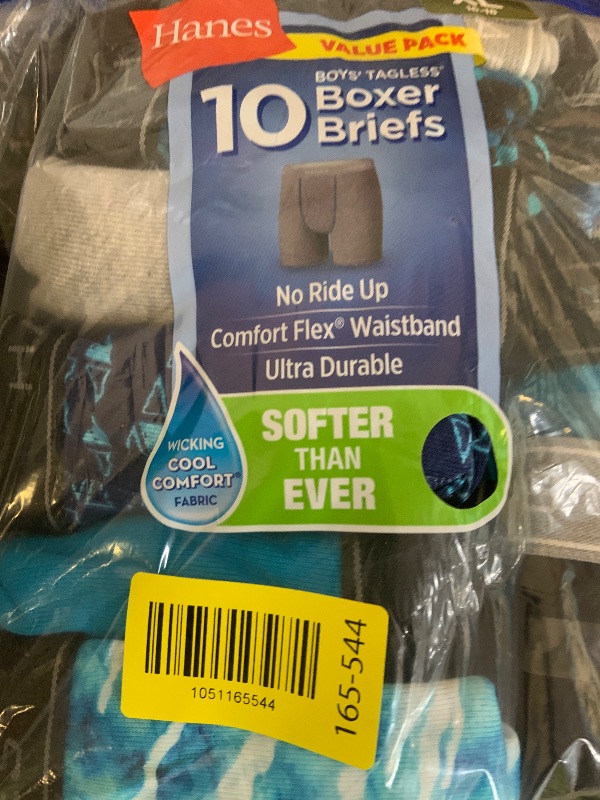 Hanes
VALUE PACK
BOYS' TAGLESS®
10 Boxer
Briefs
No Ride Up
Comfort Flex® Waistband
Ultra Durable
WICKING
COOL
COMFORT®
FABRIC
SOFTER
THAN
EVER
1051165544
165-544